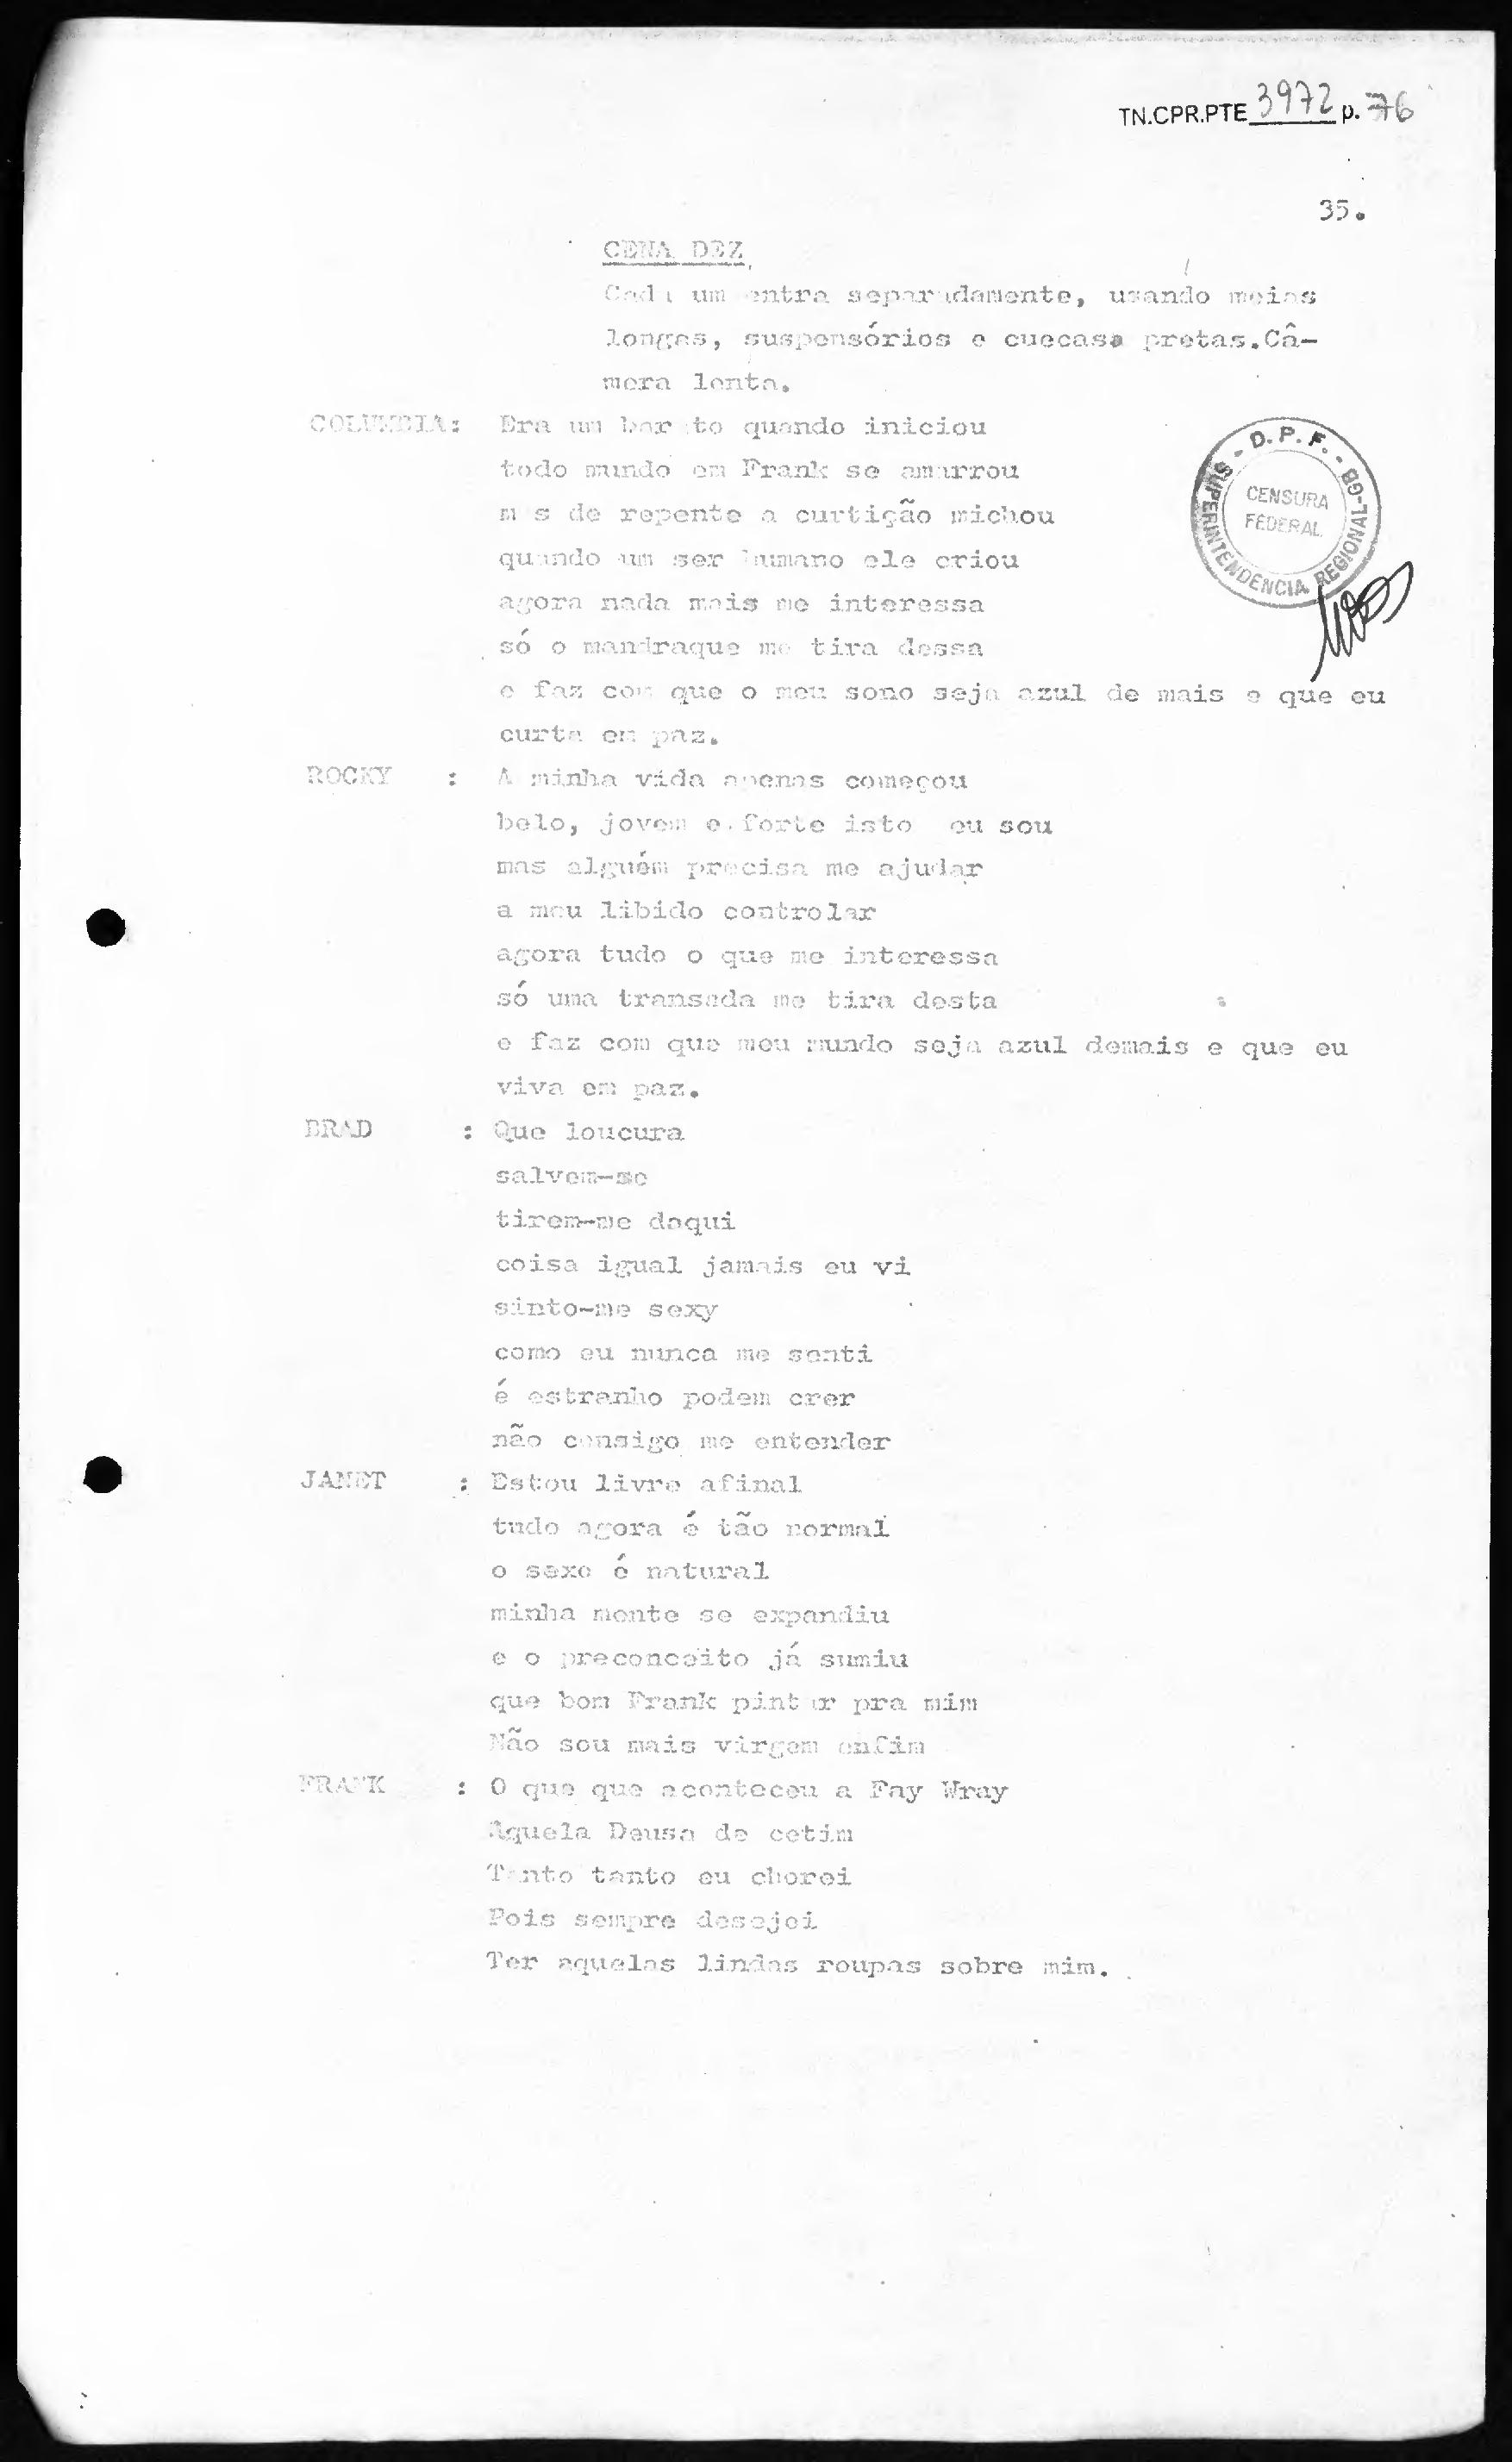 TN.CPR.PTE 3972 p. 76
35.
CENA DEZ
Cada um entra separadamente, usando meias
longas, suspensórios e cuecasa pretas.Câ-
mera lenta.
COLUMBIA: Era um barato quando iniciou
todo mundo em Frank se amarrou
mas de repente a curtição michou
quando um ser humano ele criou
agora nada mais me interessa
só o mandraque me tira dessa
e faz com que o meu sono seja azul de mais e que eu
curta em paz.
ROCKY : A minha vida apenas começou
belo, jovem e forte isto eu sou
mas alguém precisa me ajudar
a meu libido controlar
agora tudo o que me interessa
só uma transada me tira desta
e faz com que meu mundo seja azul demais e que eu
viva em paz.
BRAD : Que loucura
salvem-me
tirem-me daqui
coisa igual jamais eu vi
sinto-me sexy
como eu nunca me senti
é estranho podem crer
não consigo me entender
JANET : Estou livre afinal
tudo agora é tão normal
o sexo é natural
minha mente se expandiu
e o preconceito já sumiu
que bom Frank pintar pra mim
Não sou mais virgem enfim
FRANK : O que que aconteceu a Fay Wray
Aquela Deusa de cetim
Tanto tanto eu chorei
Pois sempre desejei
Ter aquelas lindas roupas sobre mim.
D.P.F. - SUPERINTENDÊNCIA REGIONAL-GB
CENSURA
FEDERAL